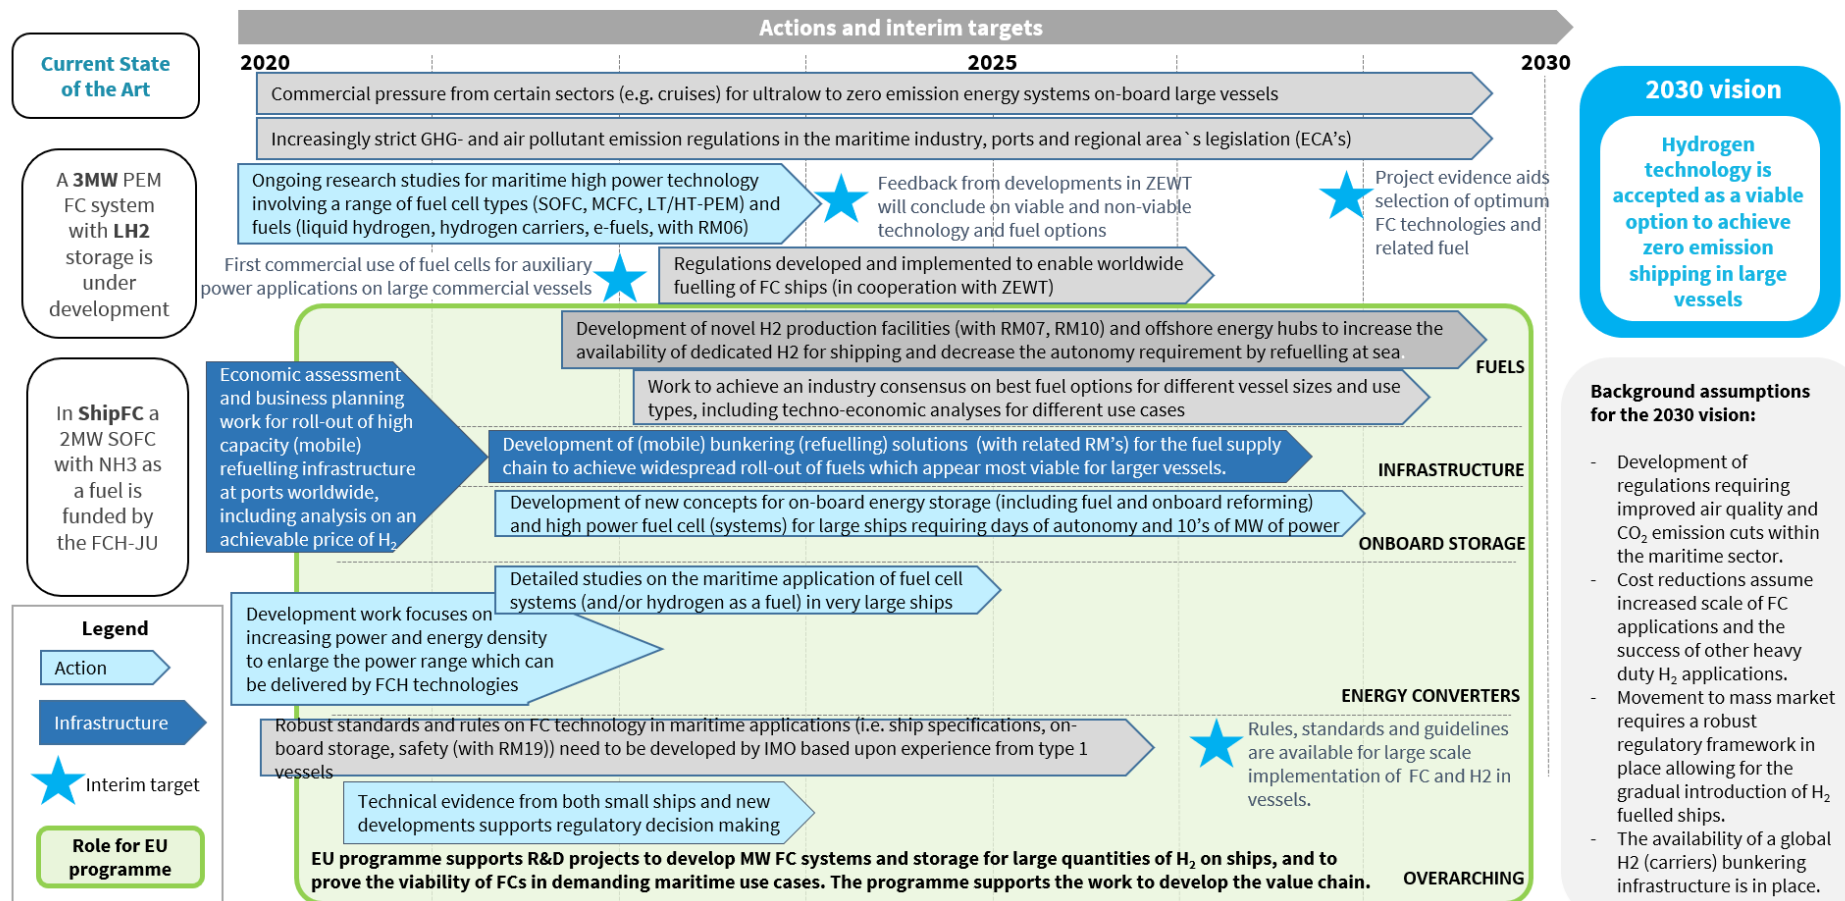 Actions and interim targets
2020
2025
2030
Current State
of the Art
A 3MW PEM
FC system
with LH2
storage is
under
development
In ShipFC a
2MW SOFC
with NH3 as
a fuel is
funded by
the FCH-JU
Legend
Action
Infrastructure
Interim target
Role for EU
programme
Commercial pressure from certain sectors (e.g. cruises) for ultralow to zero emission energy systems on-board large vessels
Increasingly strict GHG- and air pollutant emission regulations in the maritime industry, ports and regional area`s legislation (ECA's)
Ongoing research studies for maritime high power technology
involving a range of fuel cell types (SOFC, MCFC, LT/HT-PEM) and
fuels (liquid hydrogen, hydrogen carriers, e-fuels, with RM06)
Feedback from developments in ZEWT
will conclude on viable and non-viable
technology and fuel options
Project evidence aids
selection of optimum
FC technologies and
related fuel
First commercial use of fuel cells for auxiliary
power applications on large commercial vessels
Regulations developed and implemented to enable worldwide
fuelling of FC ships (in cooperation with ZEWT)
Development of novel H2 production facilities (with RM07, RM10) and offshore energy hubs to increase the
availability of dedicated H2 for shipping and decrease the autonomy requirement by refuelling at sea.
FUELS
Work to achieve an industry consensus on best fuel options for different vessel sizes and use
types, including techno-economic analyses for different use cases
Economic assessment
and business planning
work for roll-out of high
capacity (mobile)
refuelling infrastructure
at ports worldwide,
including analysis on an
achievable price of H2
Development of (mobile) bunkering (refuelling) solutions (with related RM's) for the fuel supply
chain to achieve widespread roll-out of fuels which appear most viable for larger vessels.
INFRASTRUCTURE
Development of new concepts for on-board energy storage (including fuel and onboard reforming)
and high power fuel cell (systems) for large ships requiring days of autonomy and 10's of MW of power
ONBOARD STORAGE
Detailed studies on the maritime application of fuel cell
systems (and/or hydrogen as a fuel) in very large ships
Development work focuses on
increasing power and energy density
to enlarge the power range which can
be delivered by FCH technologies
ENERGY CONVERTERS
Robust standards and rules on FC technology in maritime applications (i.e. ship specifications, on-
board storage, safety (with RM19)) need to be developed by IMO based upon experience from type 1
vessels
Rules, standards and guidelines
are available for large scale
implementation of FC and H2 in
vessels.
Technical evidence from both small ships and new
developments supports regulatory decision making
EU programme supports R&D projects to develop MW FC systems and storage for large quantities of H2 on ships, and to
prove the viability of FCs in demanding maritime use cases. The programme supports the work to develop the value chain.
OVERARCHING
2030 vision
Hydrogen
technology is
accepted as a viable
option to achieve
zero emission
shipping in large
vessels
Background assumptions
for the 2030 vision:
- Development of
regulations requiring
improved air quality and
CO2 emission cuts within
the maritime sector.
- Cost reductions assume
increased scale of FC
applications and the
success of other heavy
duty H2 applications.
- Movement to mass market
requires a robust
regulatory framework in
place allowing for the
gradual introduction of H2
fuelled ships.
- The availability of a global
H2 (carriers) bunkering
infrastructure is in place.